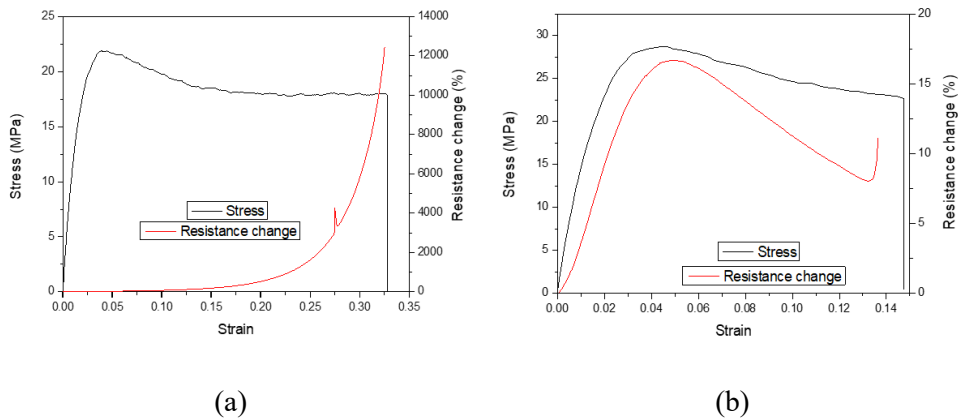 25
20
15
10
5
0
Stress (MPa)
0.00 0.05 0.10 0.15 0.20 0.25 0.30 0.35
Strain
14000
12000
10000
8000
6000
4000
2000
0
Resistance change (%)
Stress
Resistance change
(a)
30
25
20
15
10
5
0
Stress (MPa)
0.00 0.02 0.04 0.06 0.08 0.10 0.12 0.14
Strain
20
15
10
5
0
Resistance change (%)
Stress
Resistance change
(b)